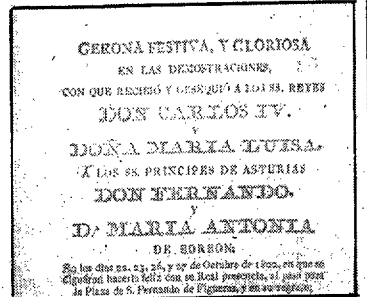 GERONA FESTIVA, Y GLORIOSA
EN LAS DEMOSTRACIONES,
CON QUE RECIBIÓ Y OBSEQUIÓ A LOS SS. REYES
DON CARLOS IV.
Y
DOÑA MARIA LUISA.
Y LOS SS. PRINCIPES DE ASTURIAS
DON FERNANDO,
Y
D.ª MARIA ANTONIA
DE BORBON;
En los dias 22, 23, 26, y 27 de Octubre de 1802, en que se
dignáron hacerla feliz con su Real presencia, al paso para
la Plaza de S. Fernando de Figueras, y en su regreso;